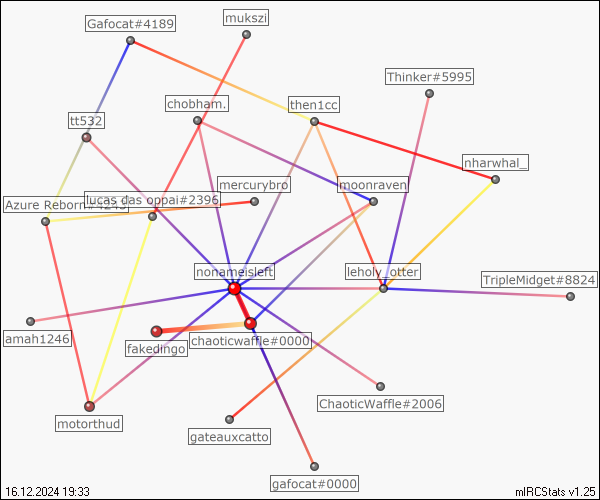 mukszi
Gafocat#4189
Thinker#5995
chobham.
then1cc
tt532
nharwhal_
mercurybro
moonraven
lucas das oppai#2396
Azure Reborn#4243
nonameisleft
leholy_otter
TripleMidget#8824
amah1246
chaoticwaffle#0000
fakedingo
ChaoticWaffle#2006
motorthud
gateauxcatto
gafocat#0000
16.12.2024 19:33
mIRCStats v1.25